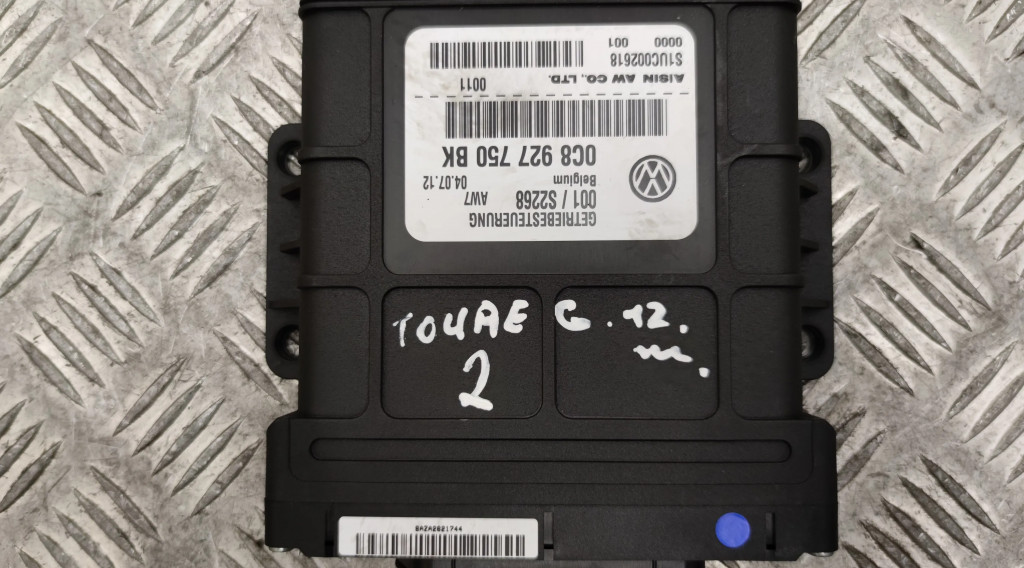 GETRIEBESTEUERUNG
001 / S2268 AW7
Belgium 04.07.12
0C8 927 750 BK
0011
AISIN AW CO., LTD.
S1UC002618 001
0000
TOUAE G. 12.
2 m.
6AZA2621744